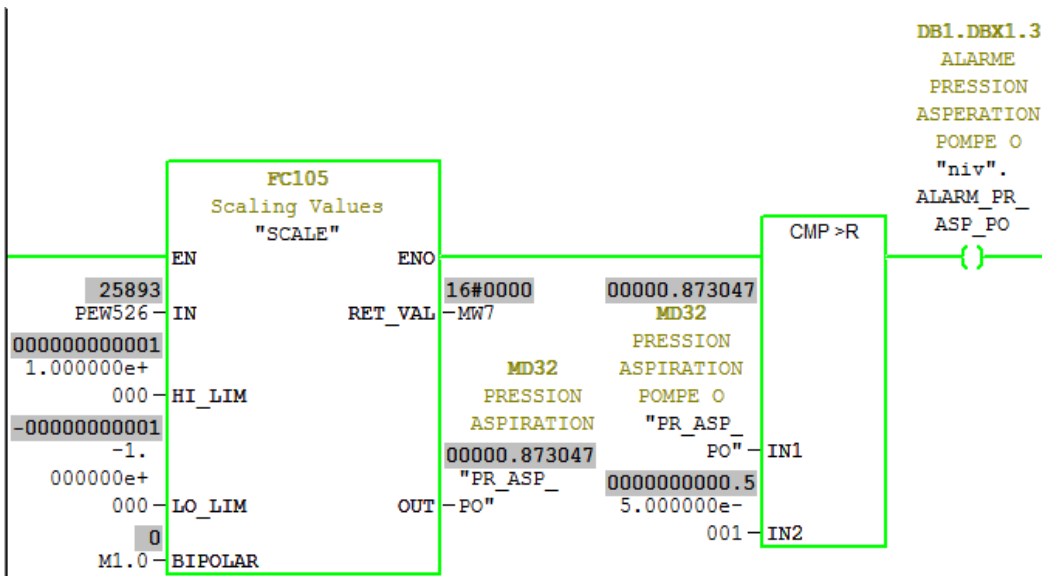 DB1.DBX1.3
ALARME
PRESSION
ASPERATION
POMPE O
"niv".
ALARM_PR_
ASP_PO
FC105
Scaling Values
"SCALE"
EN
ENO
25893
PEW526
IN
16#0000
RET_VAL
MW7
000000000001
1.000000e+
000
HI_LIM
-00000000001
-1.
000000e+
000
LO_LIM
MD32
PRESSION
ASPIRATION
00000.873047
"PR_ASP_
PO"
OUT
0
M1.0
BIPOLAR
CMP >R
00000.873047
MD32
PRESSION
ASPIRATION
POMPE O
"PR_ASP_
PO"
IN1
0000000000.5
5.000000e-
001
IN2